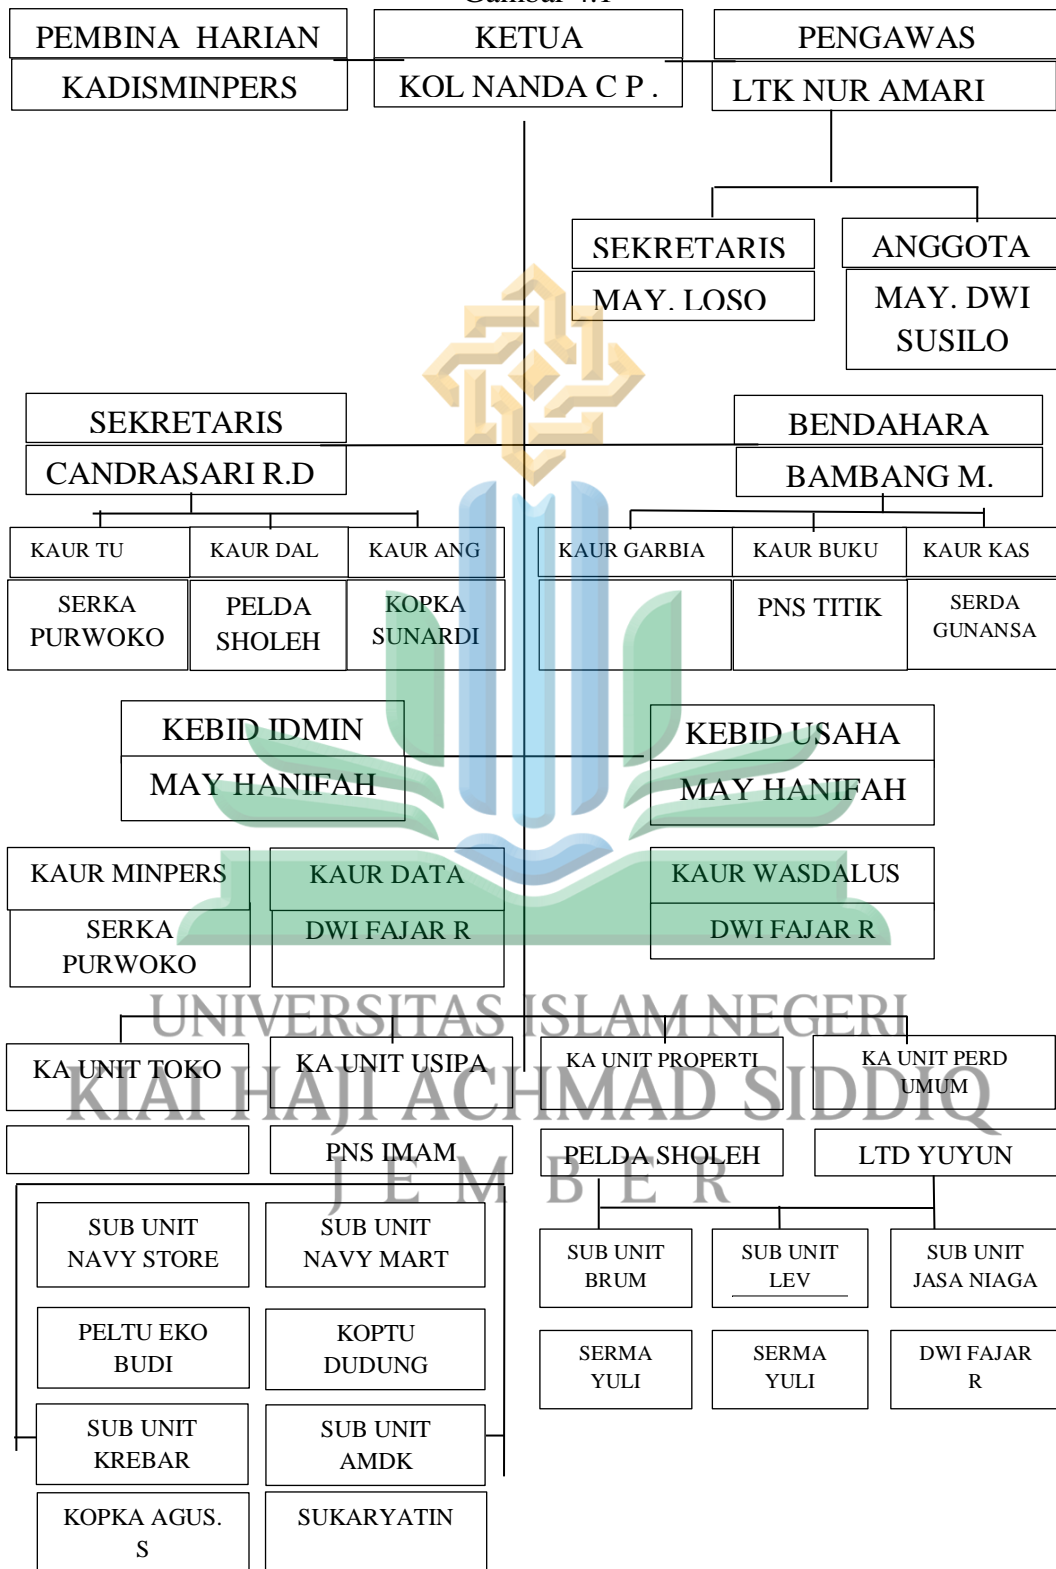 Gambar 4.1
PEMBINA HARIAN
KADISMINPERS
KETUA
KOL NANDA C P .
PENGAWAS
LTK NUR AMARI
SEKRETARIS
MAY. LOSO
ANGGOTA
MAY. DWI
SUSILO
SEKRETARIS
CANDRASARI R.D
BENDAHARA
BAMBANG M.
KAUR TU
SERKA
PURWOKO
KAUR DAL
PELDA
SHOLEH
KAUR ANG
KOPKA
SUNARDI
KAUR GARBIA
KAUR BUKU
PNS TITIK
KAUR KAS
SERDA
GUNANSA
KEBID IDMIN
MAY HANIFAH
KEBID USAHA
MAY HANIFAH
KAUR MINPERS
SERKA
PURWOKO
KAUR DATA
DWI FAJAR R
KAUR WASDALUS
DWI FAJAR R
UNIVERSITAS ISLAM NEGERI
KIAI HAJI ACHMAD SIDDIQ
JEMBER
KA UNIT TOKO
KA UNIT USIPA
PNS IMAM
KA UNIT PROPERTI
PELDA SHOLEH
KA UNIT PERD
UMUM
LTD YUYUN
SUB UNIT
NAVY STORE
PELTU EKO
BUDI
SUB UNIT
NAVY MART
KOPTU
DUDUNG
SUB UNIT
KREBAR
KOPKA AGUS.
S
SUB UNIT
AMDK
SUKARYATIN
SUB UNIT
BRUM
SERMA
YULI
SUB UNIT
LEV
SERMA
YULI
SUB UNIT
JASA NIAGA
DWI FAJAR
R